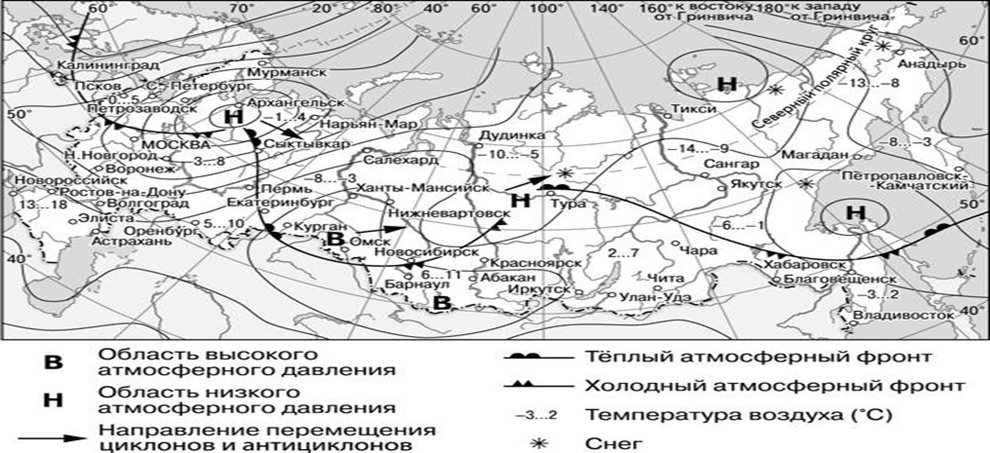 60° 70° 60° 80° 100° 120° 140° 160° к востоку от Гринвича 180° к западу от Гринвича
60°
Калининград
Мурманск
Анадырь
Псков
С.-Петербург
Северный полярный круг
–13...–8
0...5
Петрозаводск
Архангельск
Н
Н
Тикси
50°
–1...4
Нарьян-Мар
Дудинка
МОСКВА
Сыктывкар
–10...–5
–14...–9
–8...–3
Н.Новгород
–3...8
Салехард
Сангар
Магадан
Воронеж
Петропавловск-
-Камчатский
Новороссийск
Пермь
–8...–3
Ханты-Мансийск
Якутск
Ростов-на-Дону
Н
Тура
13...18
Волгоград
Екатеринбург
Нижневартовск
Н
50°
Элиста
5...10
Курган
–6...–1
Оренбург
В
Омск
Астрахань
Новосибирск
2...7
Чара
40°
Красноярск
Хабаровск
6...11
Абакан
Чита
Благовещенск
Барнаул
Иркутск
Улан-Удэ
–3...2
В
Владивосток
40°
В
Область высокого
атмосферного давления
Н
Область низкого
атмосферного давления
Направление перемещения
циклонов и антициклонов
Тёплый атмосферный фронт
Холодный атмосферный фронт
–3...2 Температура воздуха (°C)
Снег